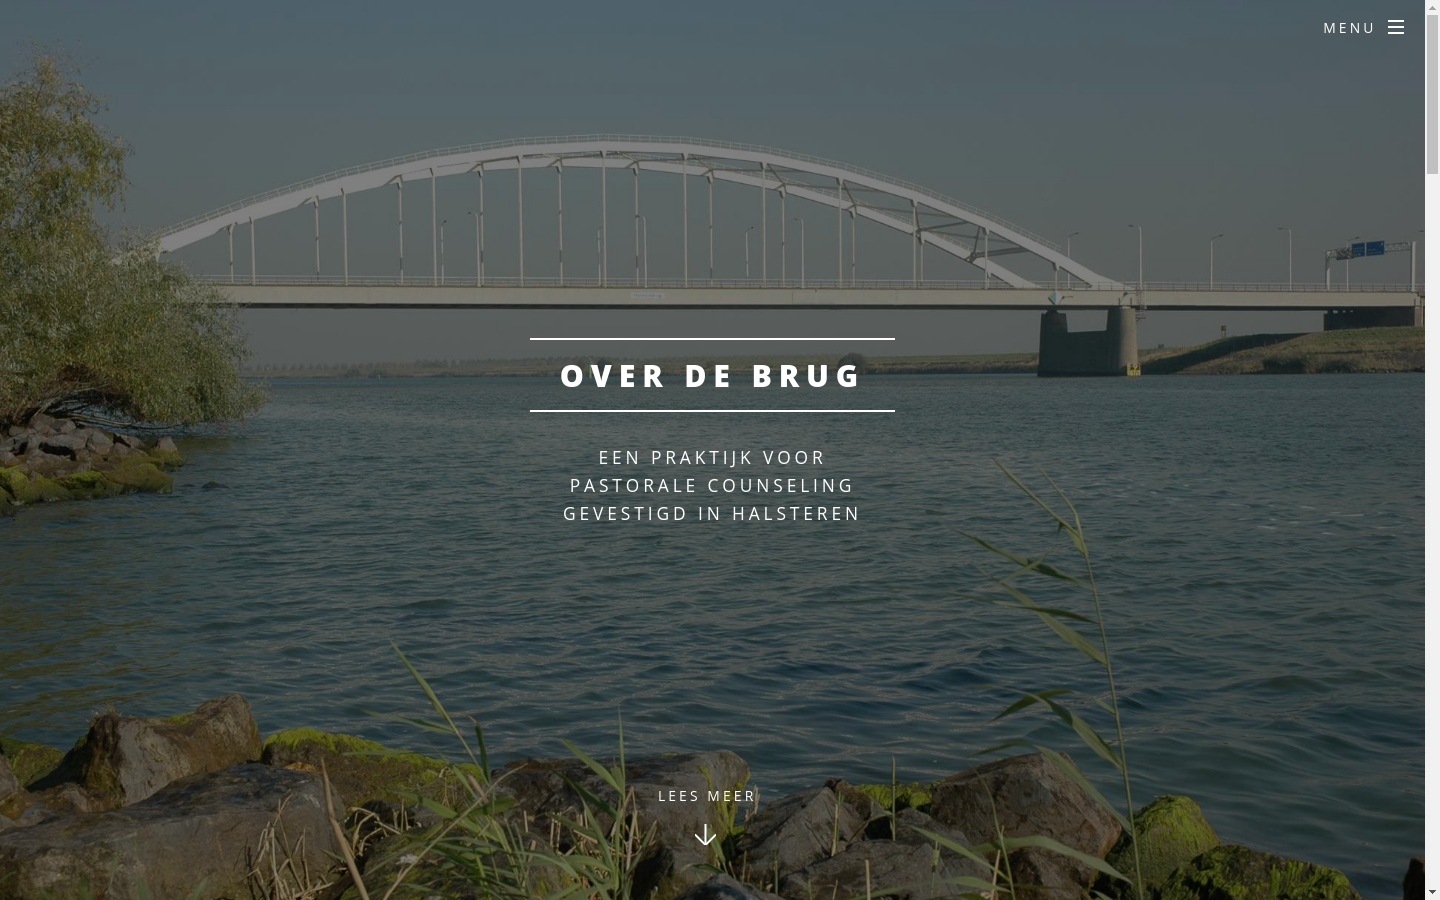 MENU
OVER DE BRUG
EEN PRAKTIJK VOOR
PASTORALE COUNSELING
GEVESTIGD IN HALSTEREN
LEES MEER